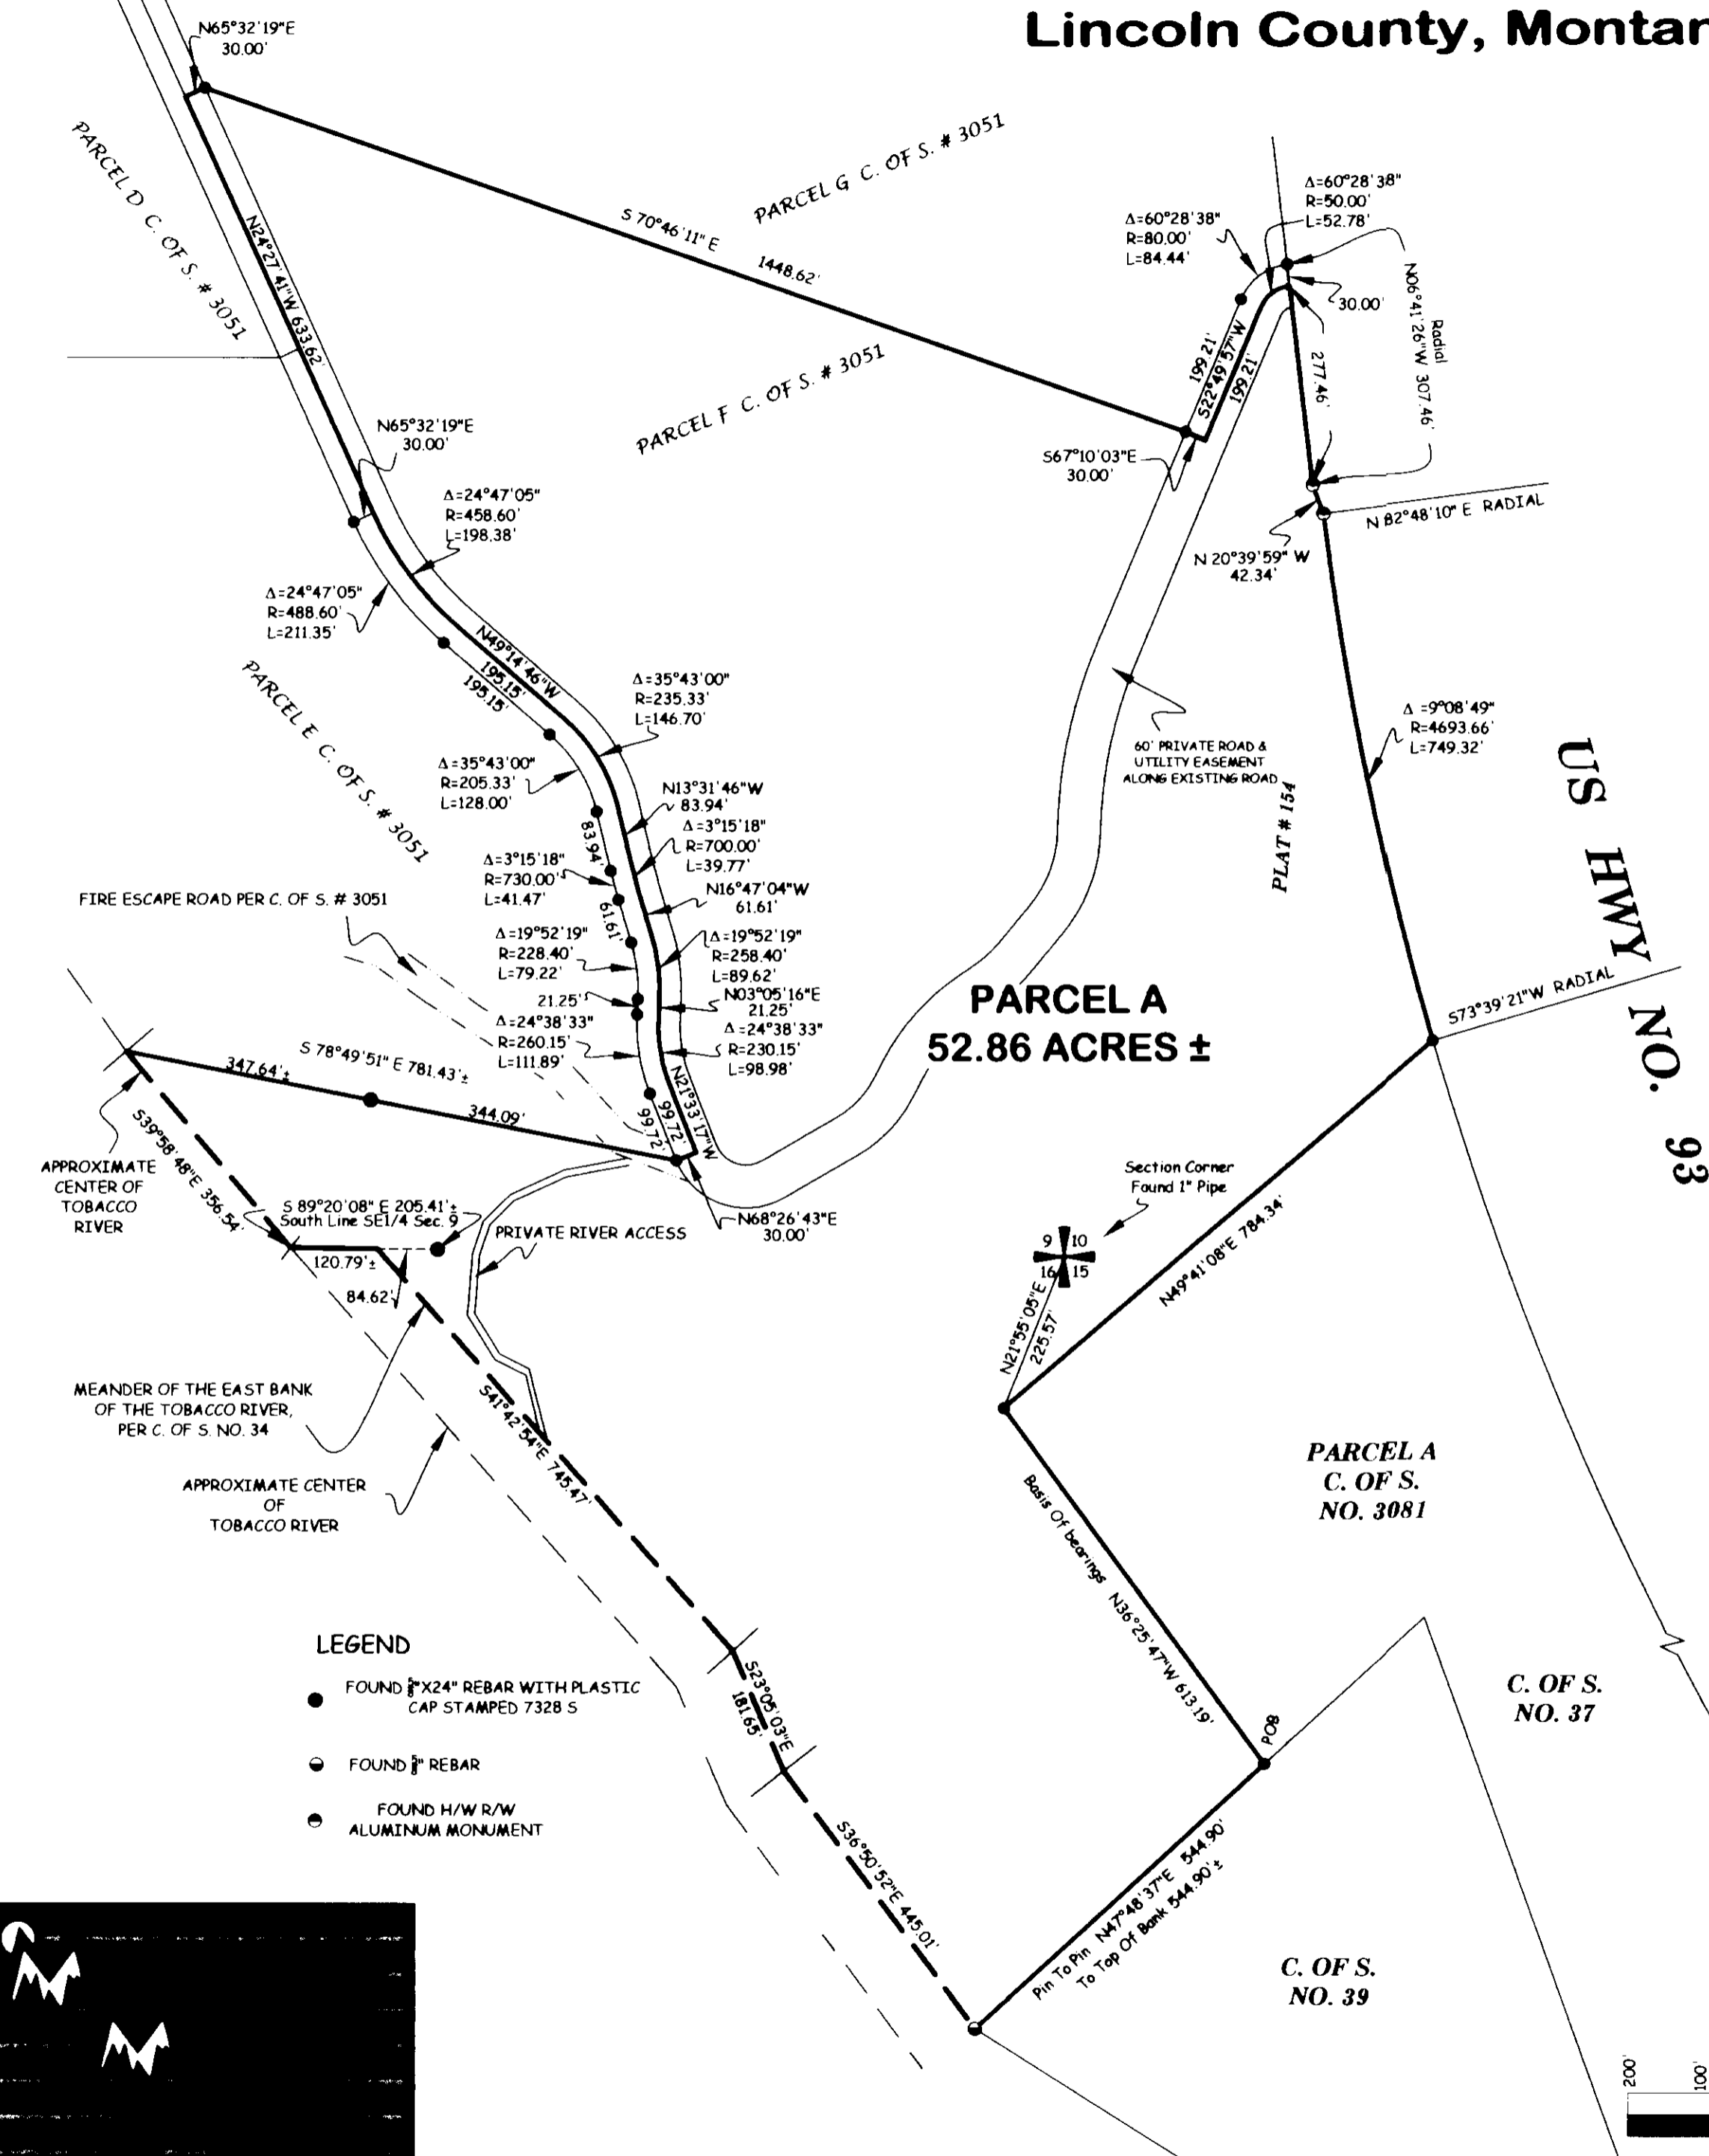 Lincoln County, Montan
N65°32'19"E
30.00'
PARCEL D C. OF S. # 3051
N24°27'41"W 633.62'
S 70°46'11" E
1448.62'
PARCEL G C. OF S. # 3051
PARCEL F C. OF S. # 3051
Δ=60°28'38"
R=50.00'
L=52.78'
Δ=60°28'38"
R=80.00'
L=84.44'
30.00'
N06°41'26"W 307.46'
Radial
277.46'
199.21'
S22°49'57"W
199.21'
S67°10'03"E
30.00'
N 82°48'10" E RADIAL
N 20°39'59" W
42.34'
N65°32'19"E
30.00'
Δ=24°47'05"
R=458.60'
L=198.38'
Δ=24°47'05"
R=488.60'
L=211.35'
N49°14'46"W
195.15'
195.15'
PARCEL E C. OF S. # 3051
Δ=35°43'00"
R=235.33'
L=146.70'
Δ=35°43'00"
R=205.33'
L=128.00'
N13°31'46"W
83.94'
83.94'
Δ=3°15'18"
R=700.00'
L=39.77'
Δ=3°15'18"
R=730.00'
L=41.47'
N16°47'04"W
61.61'
61.61'
Δ=19°52'19"
R=228.40'
L=79.22'
Δ=19°52'19"
R=258.40'
L=89.62'
21.25'
N03°05'16"E
21.25'
Δ=24°38'33"
R=260.15'
L=111.89'
Δ=24°38'33"
R=230.15'
L=98.98'
N21°33'17"W
99.72'
99.72'
N68°26'43"E
30.00'
60' PRIVATE ROAD &
UTILITY EASEMENT
ALONG EXISTING ROAD
PLAT # 154
Δ =9°08'49"
R=4693.66'
L=749.32'
US HWY NO. 93
S73°39'21"W RADIAL
PARCEL A
52.86 ACRES ±
FIRE ESCAPE ROAD PER C. OF S. # 3051
S 78°49'51" E 781.43'±
347.64'±
344.09'
S39°58'48"E 356.54'
APPROXIMATE
CENTER OF
TOBACCO
RIVER
S 89°20'08" E 205.41'±
South Line SE1/4 Sec. 9
120.79'±
84.62'
PRIVATE RIVER ACCESS
Section Corner
Found 1" Pipe
9 10
16 15
N21°55'05"E
225.57'
N49°41'08"E 784.34'
MEANDER OF THE EAST BANK
OF THE TOBACCO RIVER,
PER C. OF S. NO. 34
S41°42'54"E 745.47'
APPROXIMATE CENTER
OF
TOBACCO RIVER
PARCEL A
C. OF S.
NO. 3081
Basis Of bearings N36°25'47"W 613.19'
POB
C. OF S.
NO. 37
S23°05'03"E
181.65'
S36°50'52"E 445.01'
Pin To Pin N47°48'37"E 544.90'
To Top Of Bank 544.90'±
C. OF S.
NO. 39
LEGEND
FOUND ⅝"X24" REBAR WITH PLASTIC
CAP STAMPED 7328 S
FOUND ⅝" REBAR
FOUND H/W R/W
ALUMINUM MONUMENT
200'
100'